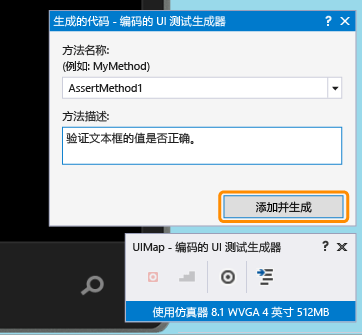 生成的代码 - 编码的 UI 测试生成器 ? X
方法名称:
(例如: MyMethod)
AssertMethod1
方法描述:
验证文本框的值是否正确。
添加并生成
UIMap - 编码的 UI 测试生成器 ? X
使用仿真器 8.1 WVGA 4 英寸 512MB